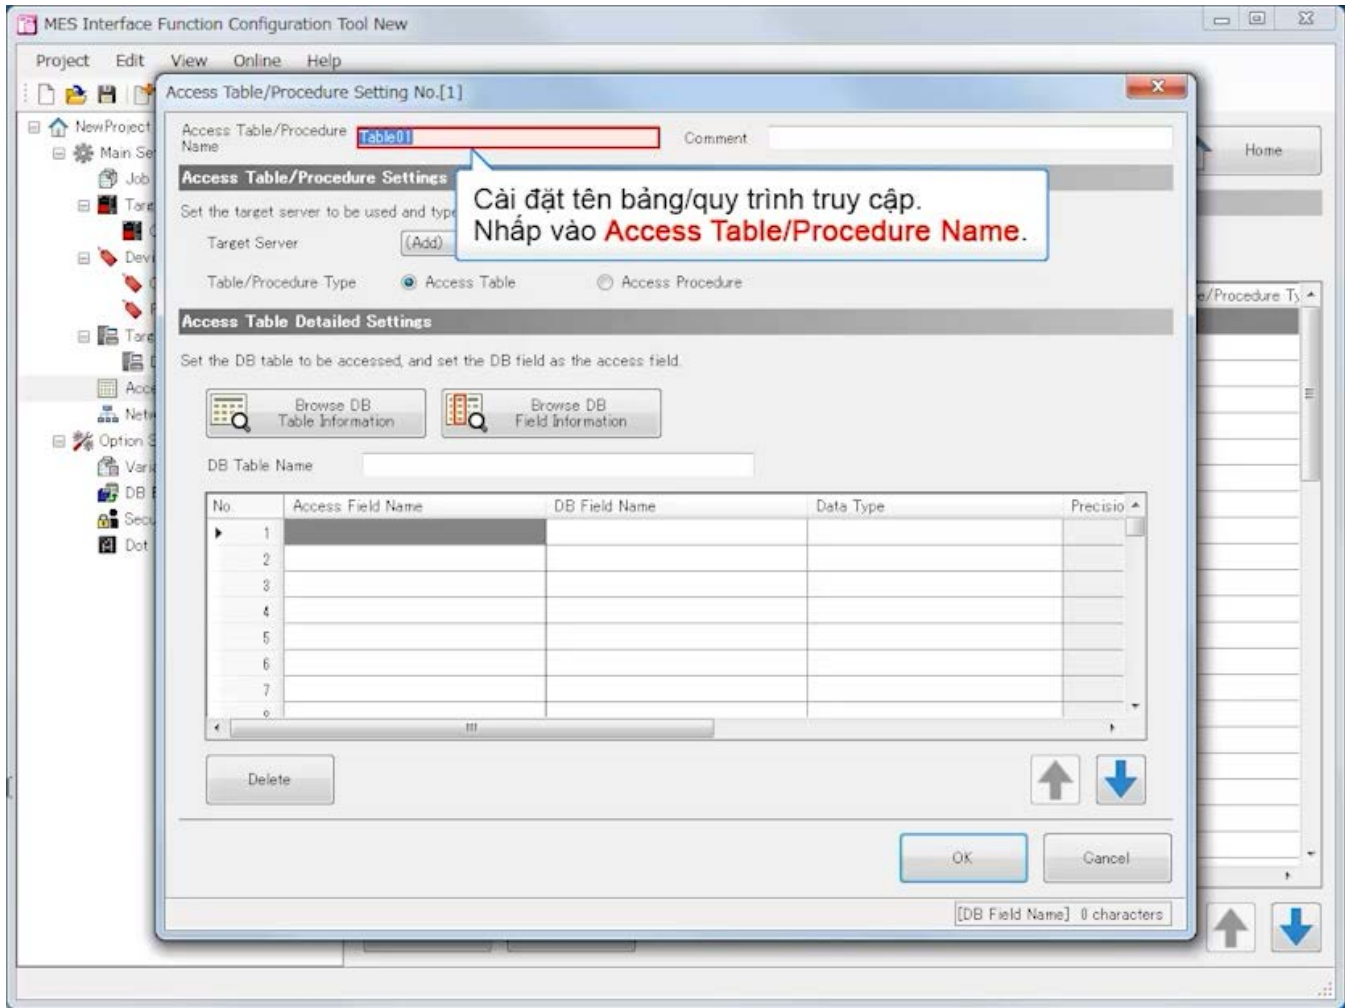 MES Interface Function Configuration Tool New
Project Edit View Online Help
Access Table/Procedure Setting No.[1]
NewProject
Access Table/Procedure Name
Table01
Comment
Home
Main Se
Job
Access Table/Procedure Settings
Cài đặt tên bảng/quy trình truy cập.
Nhấp vào Access Table/Procedure Name.
Set the target server to be used and type
Target Server
(Add)
Table/Procedure Type
Access Table
Access Procedure
e/Procedure Ty
Access Table Detailed Settings
Set the DB table to be accessed, and set the DB field as the access field.
Targ
Devi
Targ
Acce
Netw
Option S
Varia
DB
Secu
Dot
Browse DB
Table Information
Browse DB
Field Information
DB Table Name
No. Access Field Name DB Field Name Data Type Precisio
1
2
3
4
5
6
7
Delete
OK
Cancel
[DB Field Name] 0 characters